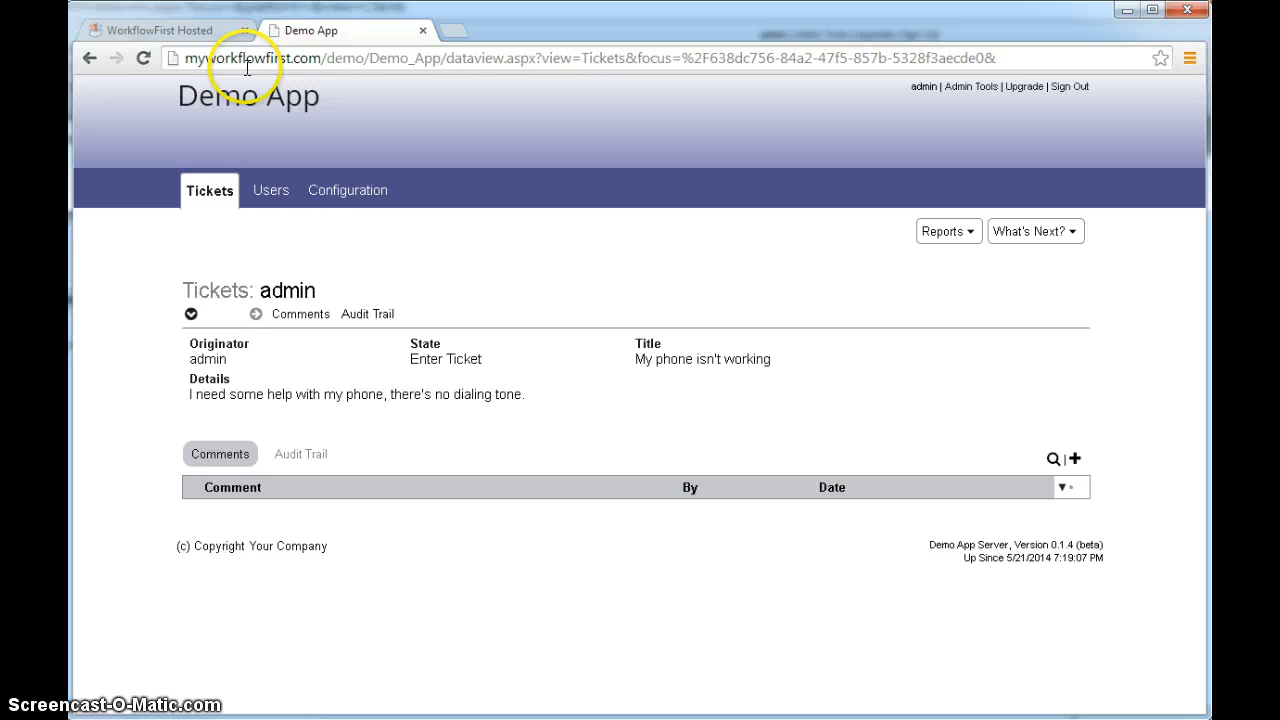 WorkflowFirst Hosted
Demo App
myworkflowfirst.com/demo/Demo_App/dataview.aspx?view=Tickets&focus=%2F638dc756-84a2-47f5-857b-5328f3aecde0&
Demo App
admin | Admin Tools | Upgrade | Sign Out
Tickets Users Configuration
Reports What's Next?
Tickets: admin
Comments Audit Trail
Originator State Title
admin Enter Ticket My phone isn't working
Details
I need some help with my phone, there's no dialing tone.
Comments Audit Trail
Comment By Date
(c) Copyright Your Company
Demo App Server, Version 0.1.4 (beta)
Up Since 5/21/2014 7:19:07 PM
Screencast-O-Matic.com